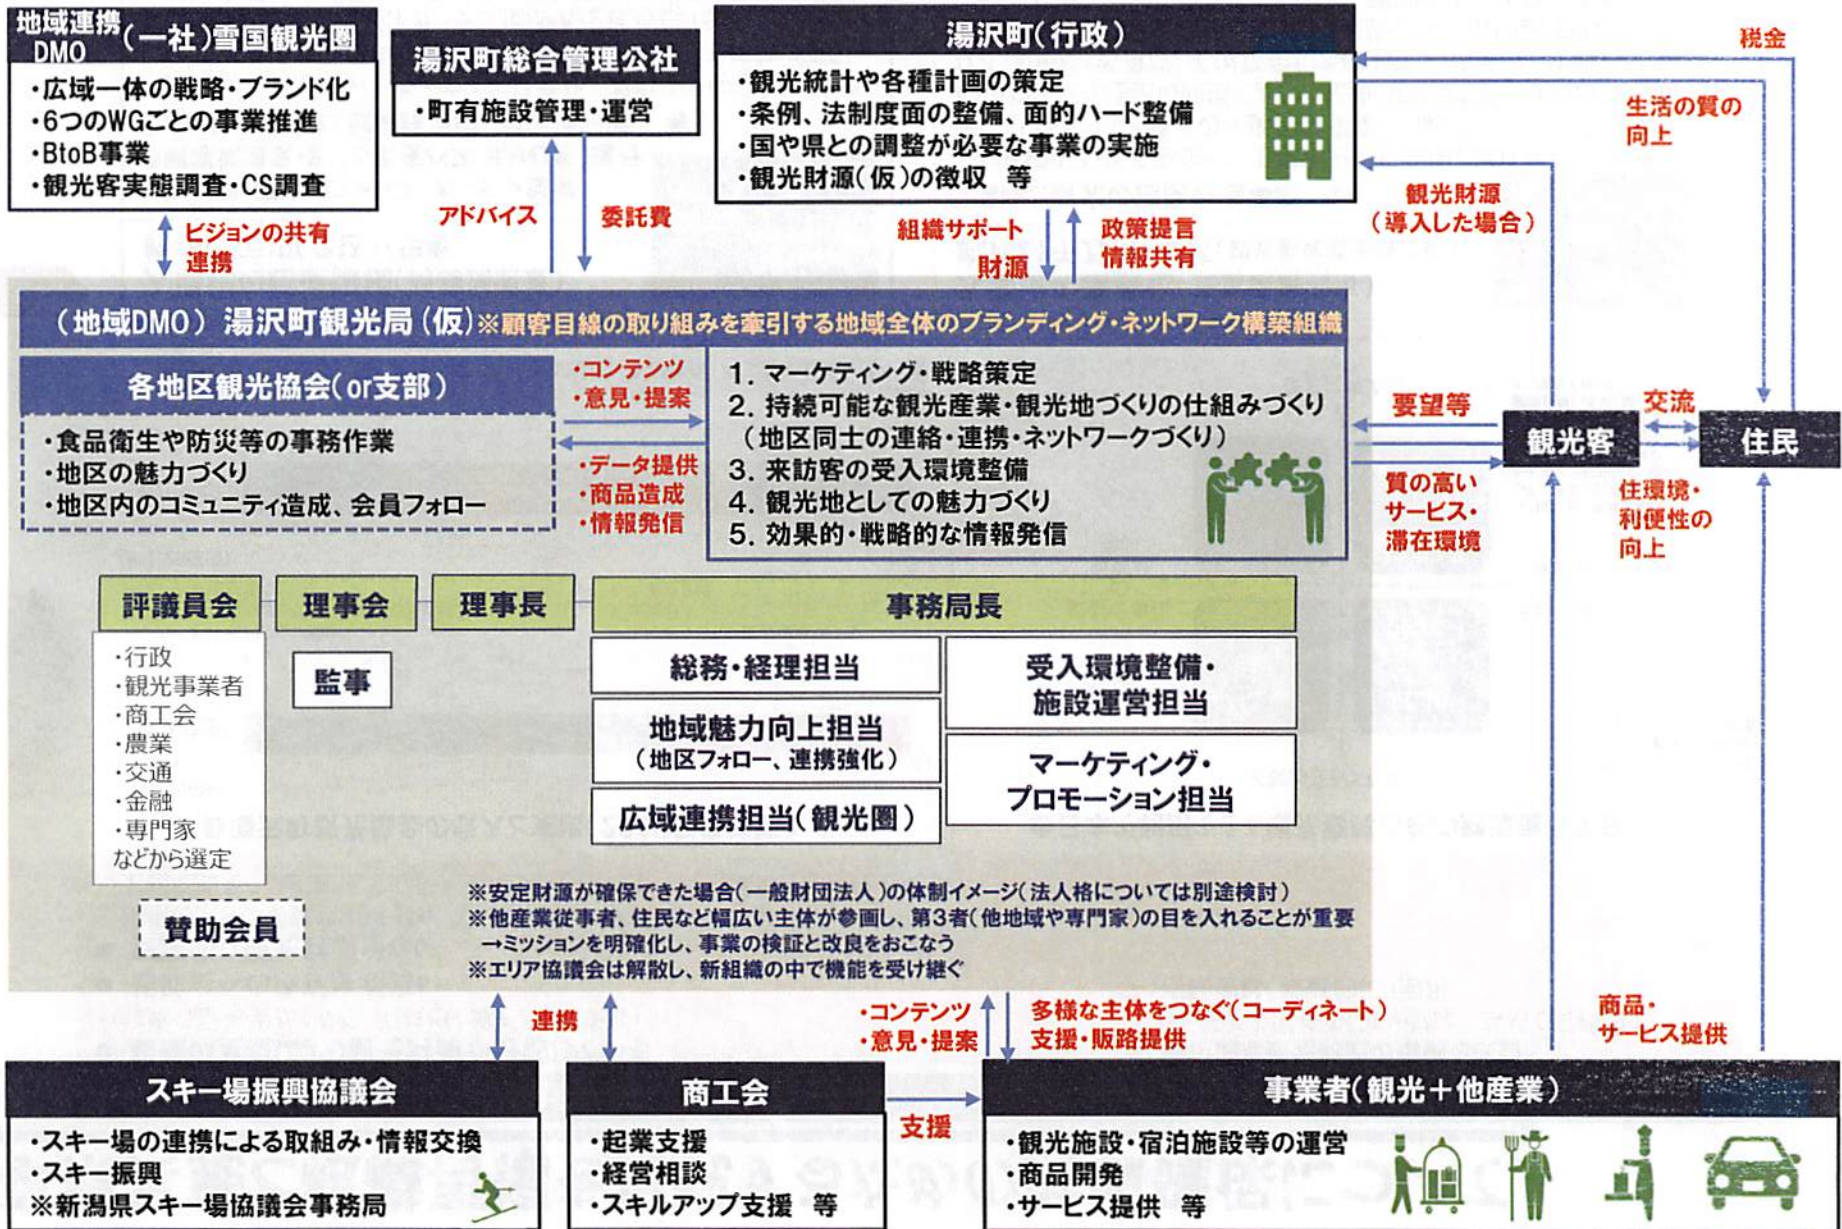 地域連携DMO (一社)雪国観光圏
・広域一体の戦略・ブランド化
・6つのWGごとの事業推進
・BtoB事業
・観光客実態調査・CS調査
湯沢町総合管理公社
・町有施設管理・運営
湯沢町(行政)
・観光統計や各種計画の策定
・条例、法制度面の整備、面的ハード整備
・国や県との調整が必要な事業の実施
・観光財源(仮)の徴収 等
税金
生活の質の
向上
観光財源
(導入した場合)
ビジョンの共有
連携
アドバイス
委託費
組織サポート
財源
政策提言
情報共有
(地域DMO) 湯沢町観光局(仮)※顧客目線の取り組みを牽引する地域全体のブランディング・ネットワーク構築組織
各地区観光協会(or支部)
・食品衛生や防災等の事務作業
・地区の魅力づくり
・地区内のコミュニティ造成、会員フォロー
・コンテンツ
・意見・提案
・データ提供
・商品造成
・情報発信
1. マーケティング・戦略策定
2. 持続可能な観光産業・観光地づくりの仕組みづくり
(地区同士の連絡・連携・ネットワークづくり)
3. 来訪客の受入環境整備
4. 観光地としての魅力づくり
5. 効果的・戦略的な情報発信
要望等
質の高い
サービス・
滞在環境
観光客
交流
住民
住環境・
利便性の
向上
評議員会
・行政
・観光事業者
・商工会
・農業
・交通
・金融
・専門家
などから選定
賛助会員
理事会
監事
理事長
事務局長
総務・経理担当
地域魅力向上担当
(地区フォロー、連携強化)
広域連携担当(観光圏)
受入環境整備・
施設運営担当
マーケティング・
プロモーション担当
※安定財源が確保できた場合(一般財団法人)の体制イメージ(法人格については別途検討)
※他産業従事者、住民など幅広い主体が参画し、第3者(他地域や専門家)の目を入れることが重要
→ミッションを明確化し、事業の検証と改良をおこなう
※エリア協議会は解散し、新組織の中で機能を受け継ぐ
連携
・コンテンツ
・意見・提案
多様な主体をつなぐ(コーディネート)
支援・販路提供
商品・
サービス提供
スキー場振興協議会
・スキー場の連携による取組み・情報交換
・スキー振興
※新潟県スキー場協議会事務局
商工会
・起業支援
・経営相談
・スキルアップ支援 等
支援
事業者(観光+他産業)
・観光施設・宿泊施設等の運営
・商品開発
・サービス提供 等